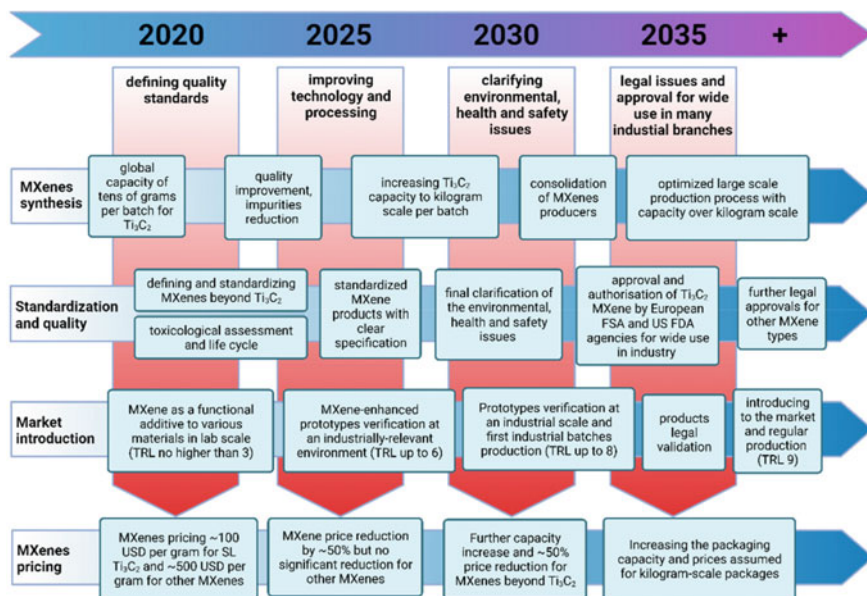 2020
2025
2030
2035
+
defining quality
standards
improving
technology and
processing
clarifying
environmental,
health and safety
issues
legal issues and
approval for wide
use in many
industial branches
MXenes
synthesis
global
capacity of
tens of grams
per batch for
Ti₃C₂
quality
improvement,
impurities
reduction
increasing Ti₃C₂
capacity to kilogram
scale per batch
consolidation
of MXenes
producers
optimized large scale
production process with
capacity over kilogram scale
Standardization
and quality
defining and standardizing
MXenes beyond Ti₃C₂
toxicological assessment
and life cycle
standardized
MXene
products with
clear
specification
final clarification of
the environmental,
health and safety
issues
approval and
authorisation of Ti₃C₂
MXene by European
FSA and US FDA
agencies for wide use
in industry
further legal
approvals for
other MXene
types
Market
introduction
MXene as a functional
additive to various
materials in lab scale
(TRL no higher than 3)
MXene-enhanced
prototypes verification at
an industrially-relevant
environment (TRL up to 6)
Prototypes verification at
an industrial scale and
first industrial batches
production (TRL up to 8)
products
legal
validation
introducing
to the market
and regular
production
(TRL 9)
MXenes
pricing
MXenes pricing ~100
USD per gram for SL
Ti₃C₂ and ~500 USD per
gram for other MXenes
MXene price reduction
by ~50% but no
significant reduction for
other MXenes
Further capacity
increase and ~50%
price reduction for
MXenes beyond Ti₃C₂
Increasing the packaging
capacity and prices assumed
for kilogram-scale packages